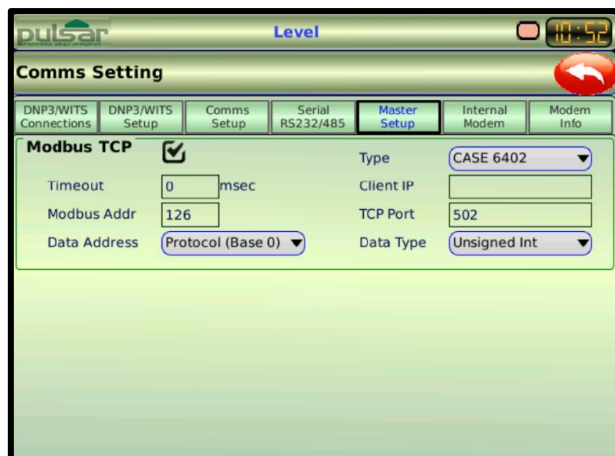 pulsar
Level
10:52
Comms Setting
DNP3/WITS Connections
DNP3/WITS Setup
Comms Setup
Serial RS232/485
Master Setup
Internal Modem
Modem Info
Modbus TCP
Type CASE 6402
Timeout 0 msec
Client IP
Modbus Addr 126
TCP Port 502
Data Address Protocol (Base 0)
Data Type Unsigned Int